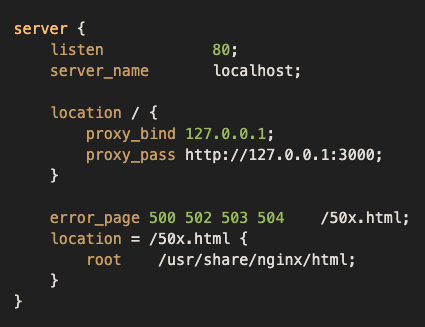 server {
    listen            80;
    server_name       localhost;

    location / {
        proxy_bind 127.0.0.1;
        proxy_pass http://127.0.0.1:3000;
    }

    error_page 500 502 503 504    /50x.html;
    location = /50x.html {
        root    /usr/share/nginx/html;
    }
}